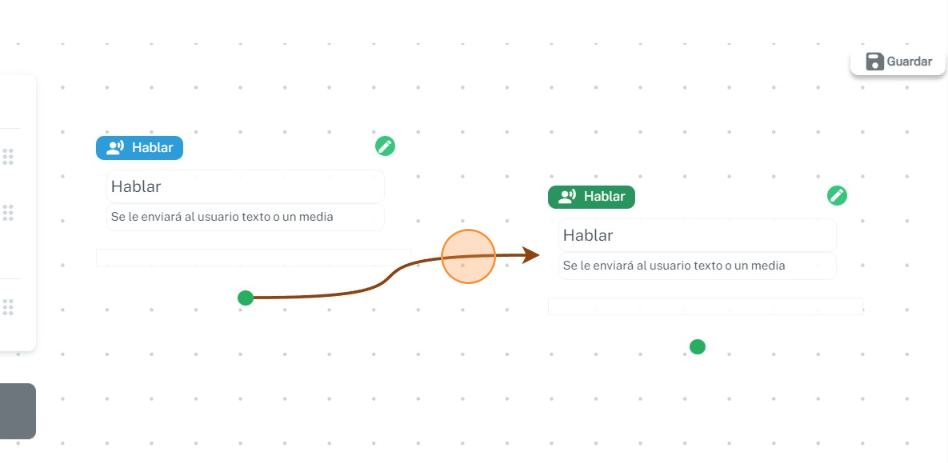 Guardar
Hablar
Hablar
Se le enviará al usuario texto o un media
Hablar
Hablar
Se le enviará al usuario texto o un media